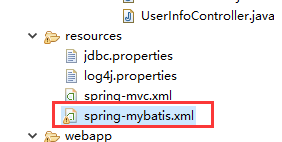 UserInfoController.java
resources
jdbc.properties
log4j.properties
spring-mvc.xml
spring-mybatis.xml
webapp